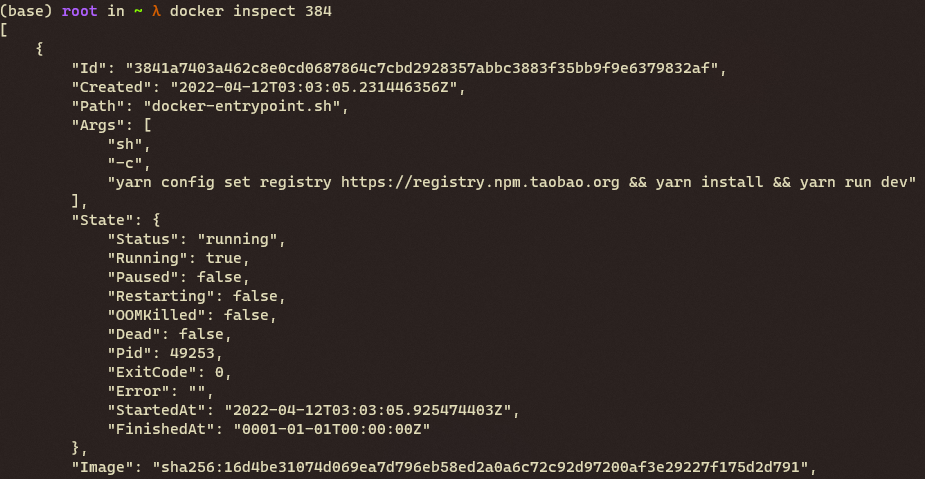 (base) root in ~ λ docker inspect 384
[
    {
        "Id": "3841a7403a462c8e0cd0687864c7cbd2928357abbc3883f35bb9f9e6379832af",
        "Created": "2022-04-12T03:03:05.231446356Z",
        "Path": "docker-entrypoint.sh",
        "Args": [
            "sh",
            "-c",
            "yarn config set registry https://registry.npm.taobao.org && yarn install && yarn run dev"
        ],
        "State": {
            "Status": "running",
            "Running": true,
            "Paused": false,
            "Restarting": false,
            "OOMKilled": false,
            "Dead": false,
            "Pid": 49253,
            "ExitCode": 0,
            "Error": "",
            "StartedAt": "2022-04-12T03:03:05.925474403Z",
            "FinishedAt": "0001-01-01T00:00:00Z"
        },
        "Image": "sha256:16d4be31074d069ea7d796eb58ed2a0a6c72c92d97200af3e29227f175d2d791",